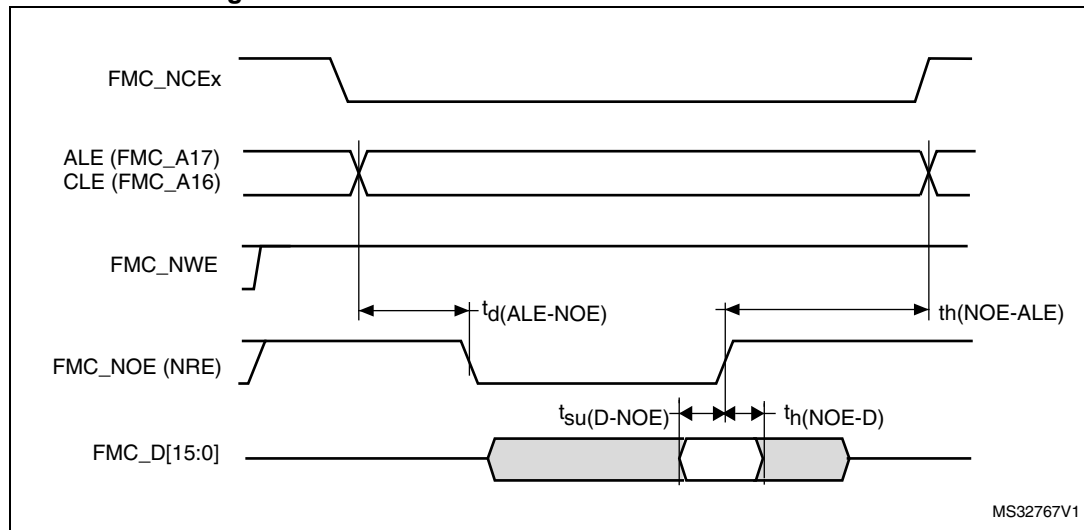 FMC_NCEx
ALE (FMC_A17)
CLE (FMC_A16)
FMC_NWE
td(ALE-NOE)
th(NOE-ALE)
FMC_NOE (NRE)
tsu(D-NOE)
th(NOE-D)
FMC_D[15:0]
MS32767V1